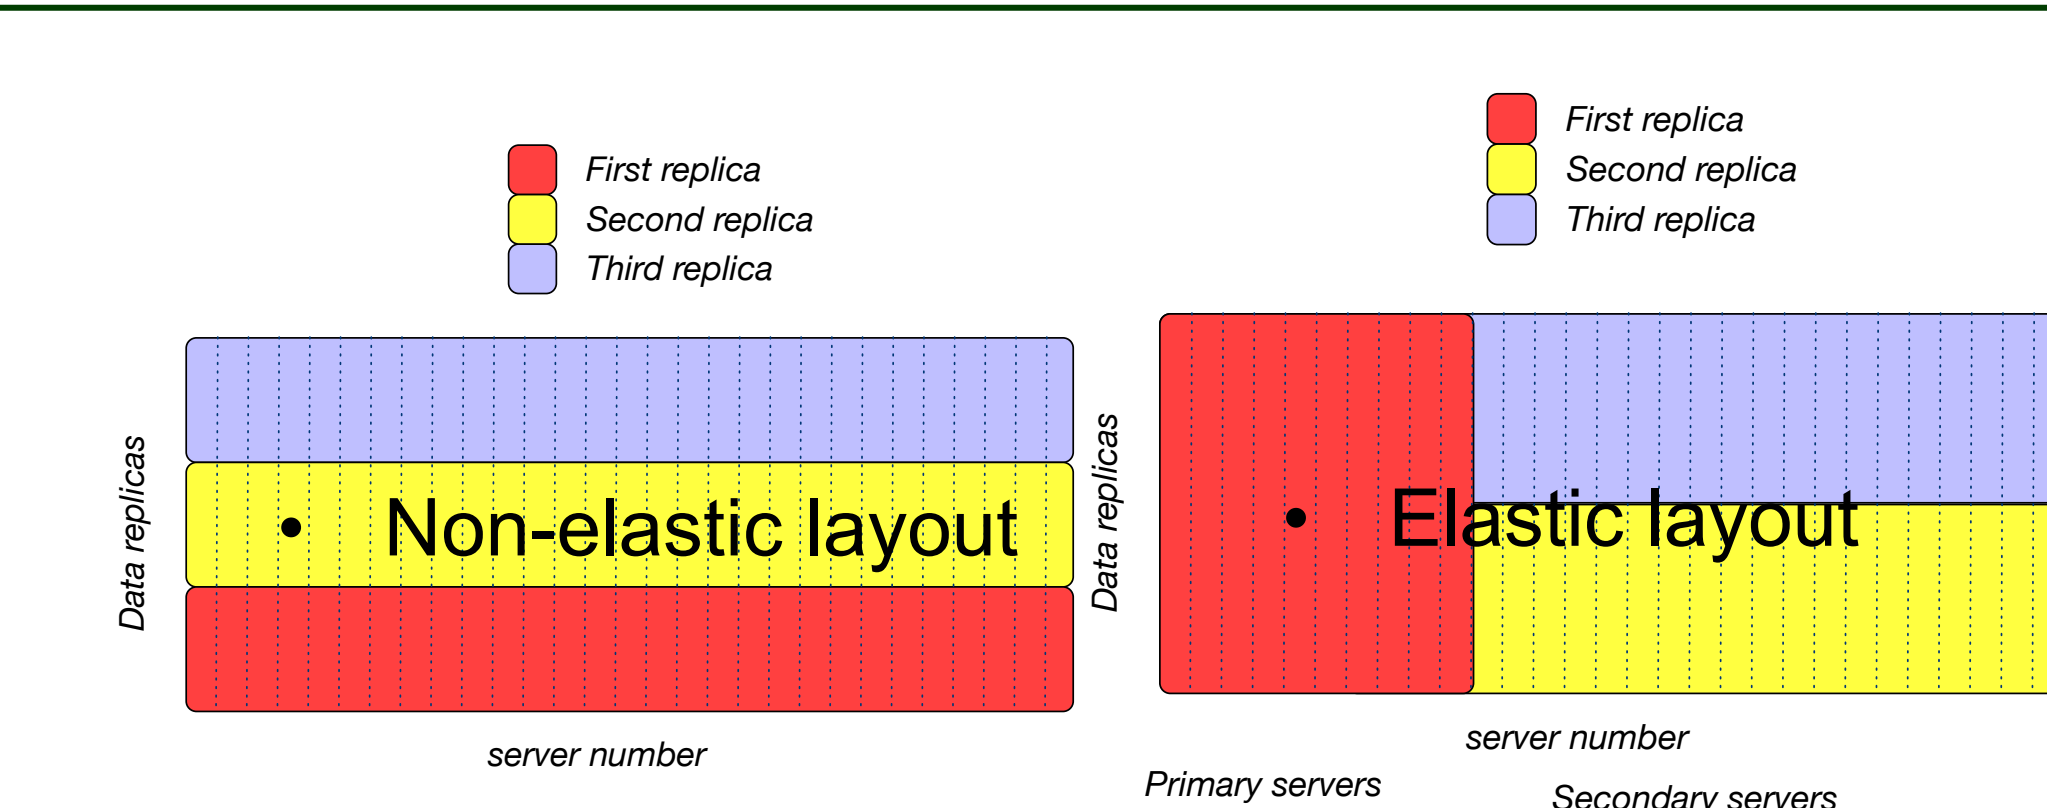 First replica
Second replica
Third replica
Data replicas
• Non-elastic layout
server number
First replica
Second replica
Third replica
Data replicas
• Elastic layout
server number
Primary servers
Secondary servers